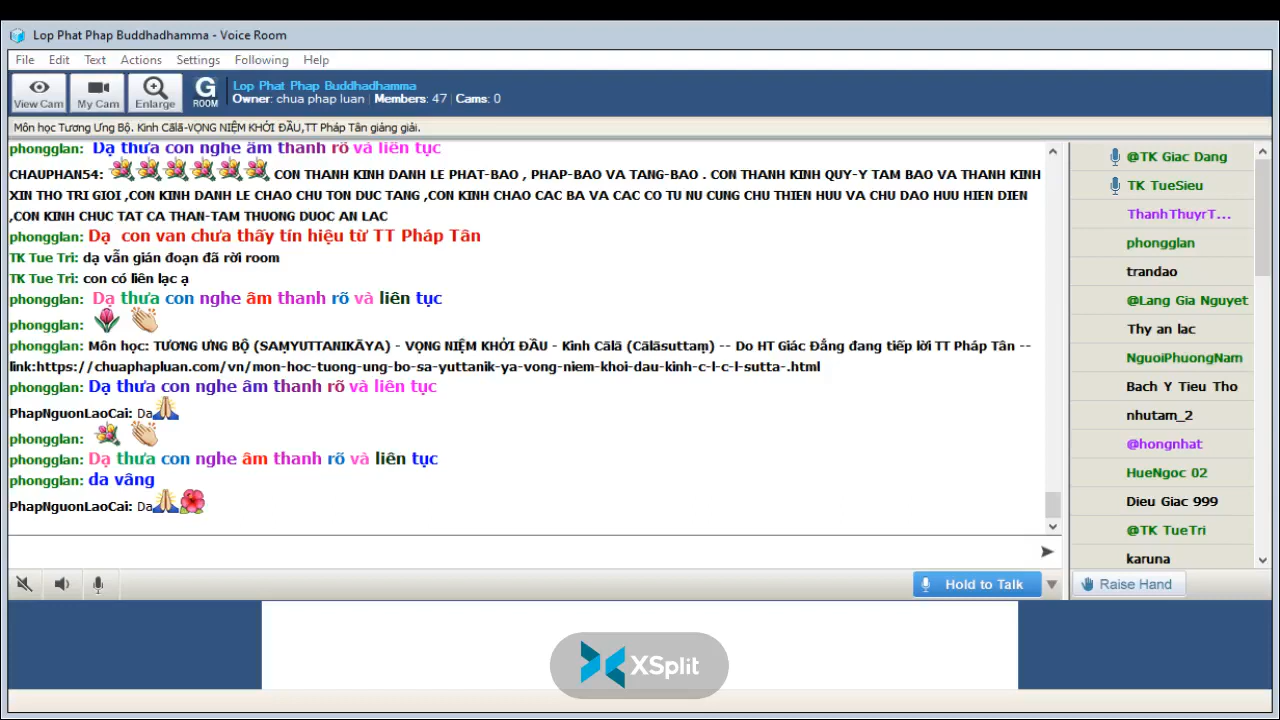 Lop Phat Phap Buddhadhamma - Voice Room
File Edit Text Actions Settings Following Help
View Cam My Cam Enlarge G ROOM
Lop Phat Phap Buddhadhamma
Owner: chua phap luan | Members: 47 | Cams: 0
Môn học Tương Ưng Bộ. Kinh Cālā-VỌNG NIỆM KHỞI ĐẦU,TT Pháp Tân giảng giải.
phongglan: Dạ thưa con nghe âm thanh rõ và liên tục
CHAUPHAN54: CON THANH KINH DANH LE PHAT-BAO , PHAP-BAO VA TANG-BAO . CON THANH KINH QUY-Y TAM BAO VA THANH KINH
XIN THO TRI GIOI ,CON KINH DANH LE CHAO CHU TON DUC TANG ,CON KINH CHAO CAC BA VA CAC CO TU NU CUNG CHU THIEN HUU VA CHU DAO HUU HIEN DIEN
,CON KINH CHUC TAT CA THAN-TAM THUONG DUOC AN LAC
phongglan: Dạ con van chưa thấy tín hiệu từ TT Pháp Tân
TK Tue Tri: dạ vẫn gián đoạn đã rời room
TK Tue Tri: con có liên lạc ạ
phongglan: Dạ thưa con nghe âm thanh rõ và liên tục
phongglan:
phongglan: Môn học: TƯƠNG ƯNG BỘ (SAṂYUTTANIKĀYA) - VỌNG NIỆM KHỞI ĐẦU - Kinh Cālā (Cālāsuttaṃ) -- Do HT Giác Đẳng đang tiếp lời TT Pháp Tân --
link:https://chuaphapluan.com/vn/mon-hoc-tuong-ung-bo-sa-yuttanik-ya-vong-niem-khoi-dau-kinh-c-l-c-l-sutta-.html
phongglan: Dạ thưa con nghe âm thanh rõ và liên tục
PhapNguonLaoCai: Da
phongglan:
phongglan: Dạ thưa con nghe âm thanh rõ và liên tục
phongglan: da vâng
PhapNguonLaoCai: Da
@TK Giac Dang
TK TueSieu
ThanhThuyrT...
phongglan
trandao
@Lang Gia Nguyet
Thy an lac
NguoiPhuongNam
Bach Y Tieu Tho
nhutam_2
@hongnhat
HueNgoc 02
Dieu Giac 999
@TK TueTri
karuna
Hold to Talk
Raise Hand
XSplit